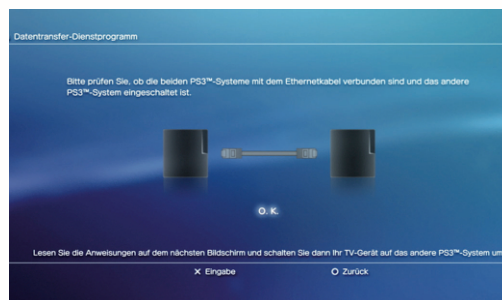 Datentransfer-Dienstprogramm
Bitte prüfen Sie, ob die beiden PS3™-Systeme mit dem Ethernetkabel verbunden sind und das andere
PS3™-System eingeschaltet ist.
O. K.
Lesen Sie die Anweisungen auf dem nächsten Bildschirm und schalten Sie dann Ihr TV-Gerät auf das andere PS3™-System um
X Eingabe O Zurück